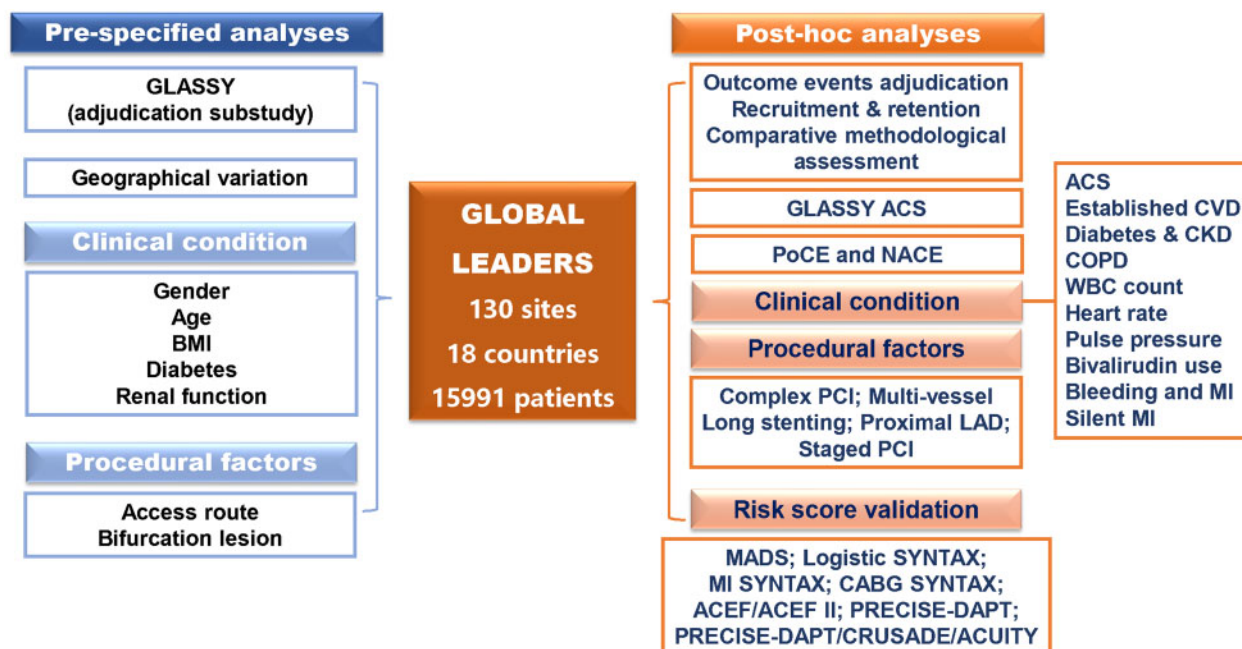 Pre-specified analyses
GLASSY
(adjudication substudy)
Geographical variation
Clinical condition
Gender
Age
BMI
Diabetes
Renal function
Procedural factors
Access route
Bifurcation lesion
GLOBAL
LEADERS
130 sites
18 countries
15991 patients
Post-hoc analyses
Outcome events adjudication
Recruitment & retention
Comparative methodological
assessment
GLASSY ACS
PoCE and NACE
Clinical condition
Procedural factors
Complex PCI; Multi-vessel
Long stenting; Proximal LAD;
Staged PCI
Risk score validation
MADS; Logistic SYNTAX;
MI SYNTAX; CABG SYNTAX;
ACEF/ACEF II; PRECISE-DAPT;
PRECISE-DAPT/CRUSADE/ACUITY
ACS
Established CVD
Diabetes & CKD
COPD
WBC count
Heart rate
Pulse pressure
Bivalirudin use
Bleeding and MI
Silent MI